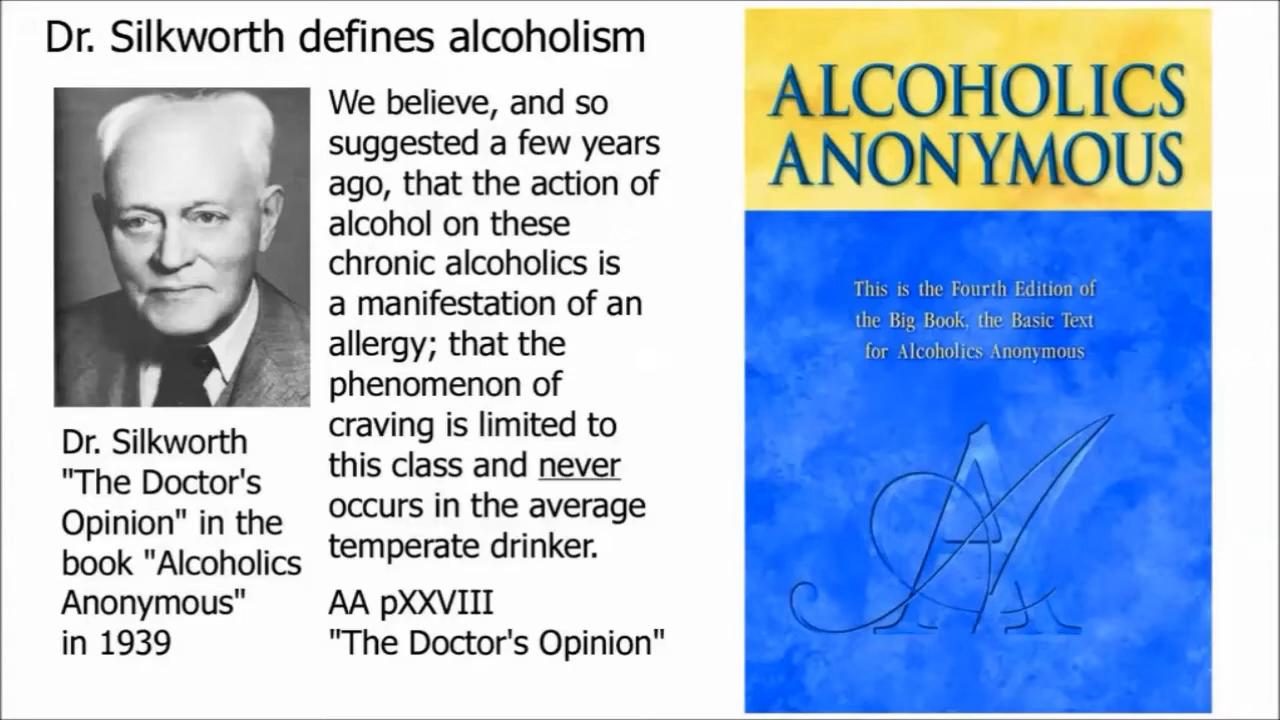 Dr. Silkworth defines alcoholism
We believe, and so
suggested a few years
ago, that the action of
alcohol on these
chronic alcoholics is
a manifestation of an
allergy; that the
phenomenon of
craving is limited to
this class and never
occurs in the average
temperate drinker.
AA pXXVIII
"The Doctor's Opinion"
Dr. Silkworth
"The Doctor's
Opinion" in the
book "Alcoholics
Anonymous"
in 1939
ALCOHOLICS
ANONYMOUS
This is the Fourth Edition of
the Big Book, the Basic Text
for Alcoholics Anonymous
AA